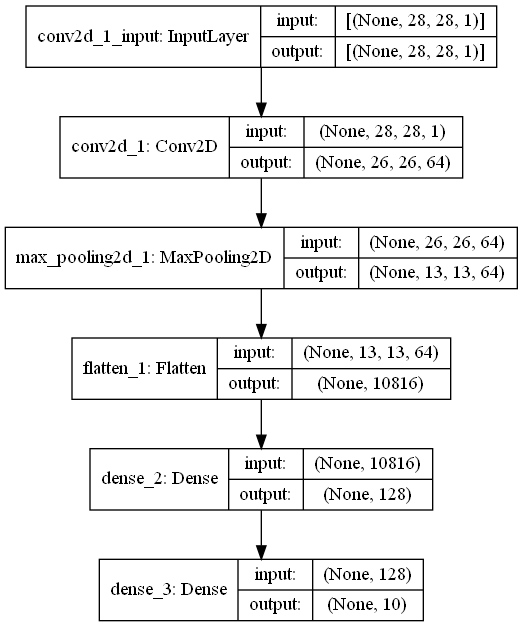 conv2d_1_input: InputLayer
input: [(None, 28, 28, 1)]
output: [(None, 28, 28, 1)]
conv2d_1: Conv2D
input: (None, 28, 28, 1)
output: (None, 26, 26, 64)
max_pooling2d_1: MaxPooling2D
input: (None, 26, 26, 64)
output: (None, 13, 13, 64)
flatten_1: Flatten
input: (None, 13, 13, 64)
output: (None, 10816)
dense_2: Dense
input: (None, 10816)
output: (None, 128)
dense_3: Dense
input: (None, 128)
output: (None, 10)